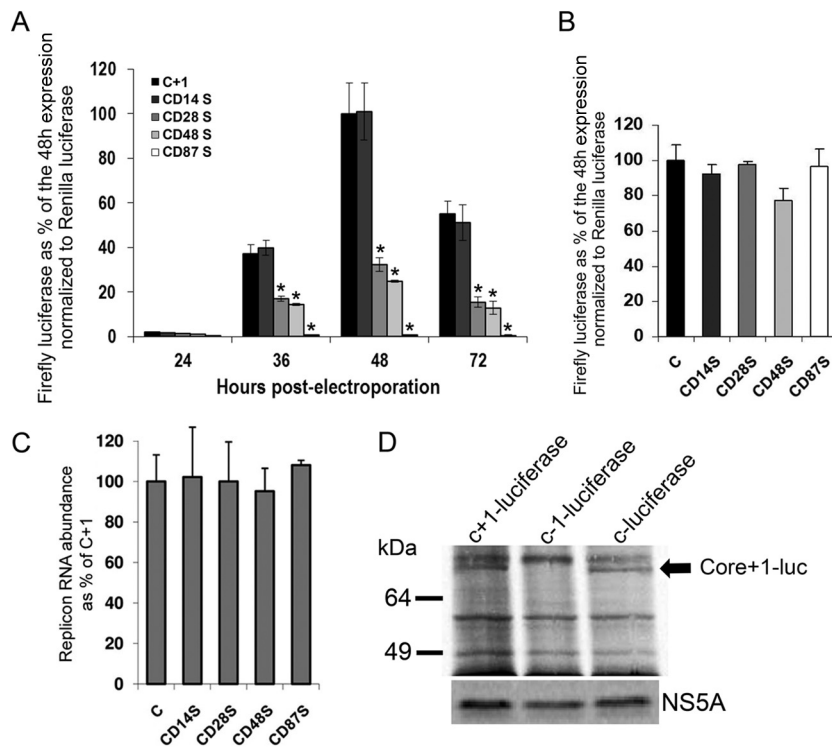 A
Firefly luciferase as % of the 48h expression
normalized to Renilla luciferase
120
100
80
60
40
20
0
C+1
CD14 S
CD28 S
CD48 S
CD87 S
* * *
* * *
* * *
24 36 48 72
Hours post-electroporation
B
Firefly luciferase as % of the 48h expression
normalized to Renilla luciferase
120
100
80
60
40
20
0
C CD14S CD28S CD48S CD87S
C
Replicon RNA abundance
as % of C+1
120
100
80
60
40
20
0
C CD14S CD28S CD48S CD87S
D
c+1-luciferase
c-1-luciferase
c-luciferase
kDa
64
49
Core+1-luc
NS5A